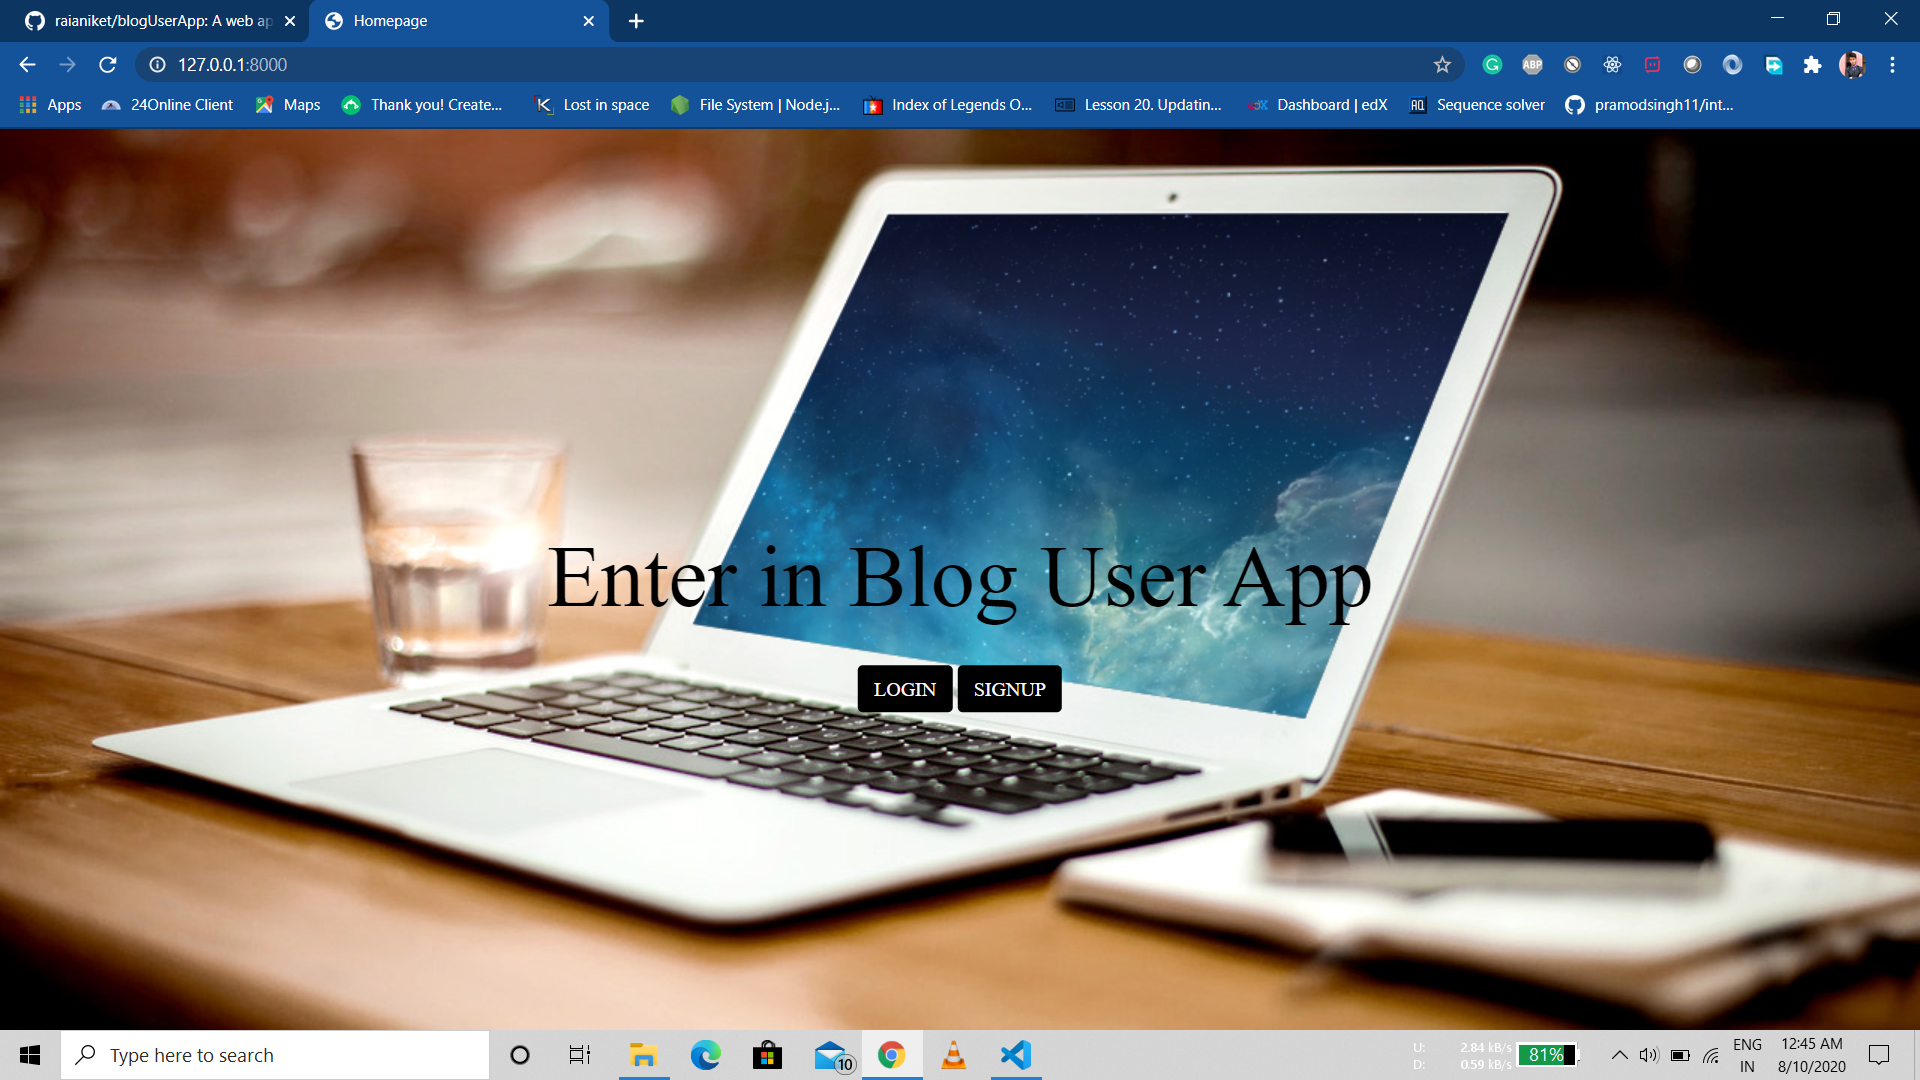 raianiket/blogUserApp: A web ap
Homepage
127.0.0.1:8000
ABP
Apps
24Online Client
Maps
Thank you! Create...
Lost in space
File System | Node.j...
Index of Legends O...
Lesson 20. Updatin...
Dashboard | edX
Sequence solver
pramodsingh11/int...
Enter in Blog User App
LOGIN SIGNUP
Type here to search
10
U: 2.84 kB/s
D: 0.59 kB/s
81%
ENG
IN
12:45 AM
8/10/2020